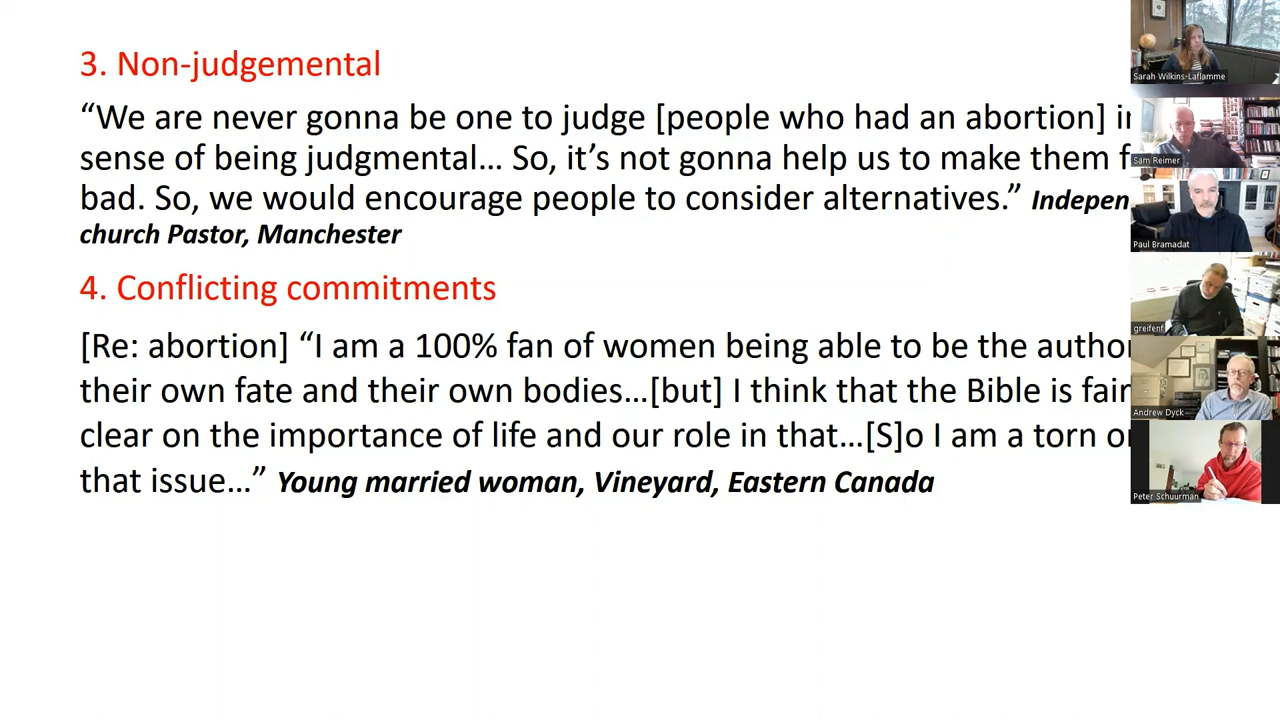 3. Non-judgemental
“We are never gonna be one to judge [people who had an abortion]
sense of being judgmental… So, it’s not gonna help us to make them
bad. So, we would encourage people to consider alternatives.”
church Pastor, Manchester
4. Conflicting commitments
[Re: abortion] “I am a 100% fan of women being able to be the
their own fate and their own bodies…[but] I think that the Bible is
clear on the importance of life and our role in that…[S]o I am a torn
that issue…” Young married woman, Vineyard, Eastern Canada
Sarah Wilkins-Laflamme
Sam Reimer
Paul Bramadat
greifenf
Andrew Dyck
Peter Schuurman